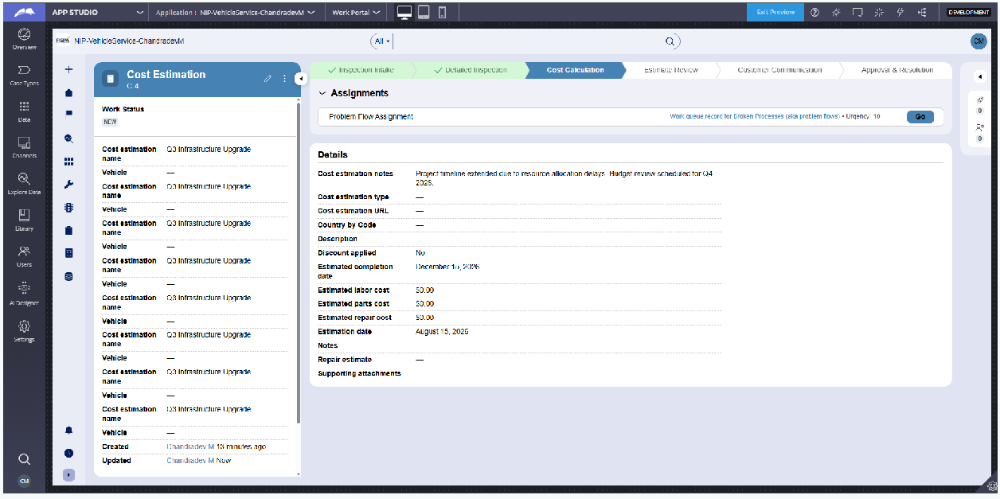 APP STUDIO
Application : NIP-VehicleService-ChandradevM
Work Portal
Exit Preview
DEVELOPMENT
Overview
Case Types
Data
Channels
Explore Data
Library
Users
AI Designer
Settings
CM
NIP-VehicleService-ChandradevM
All
CM
Cost Estimation
C-4
Work Status
NEW
Cost estimation name Q3 Infrastructure Upgrade
Vehicle ––
Cost estimation name Q3 Infrastructure Upgrade
Vehicle ––
Cost estimation name Q3 Infrastructure Upgrade
Vehicle ––
Cost estimation name Q3 Infrastructure Upgrade
Vehicle ––
Cost estimation name Q3 Infrastructure Upgrade
Vehicle ––
Cost estimation name Q3 Infrastructure Upgrade
Vehicle ––
Cost estimation name Q3 Infrastructure Upgrade
Vehicle ––
Cost estimation name Q3 Infrastructure Upgrade
Vehicle ––
Created Chandradev M 13 minutes ago
Updated Chandradev M Now
Inspection Intake
Detailed Inspection
Cost Calculation
Estimate Review
Customer Communication
Approval & Resolution
Assignments
Problem Flow Assignment
Work queue record for Broken Processes (aka problem flows) • Urgency: 10
Go
Details
Cost estimation notes Project timeline extended due to resource allocation delays. Budget review scheduled for Q4
2026.
Cost estimation type ––
Cost estimation URL ––
Country by Code ––
Description
Discount applied No
Estimated completion date December 15, 2026
Estimated labor cost $0.00
Estimated parts cost $0.00
Estimated repair cost $0.00
Estimation date August 15, 2026
Notes
Repair estimate ––
Supporting attachments
0
0